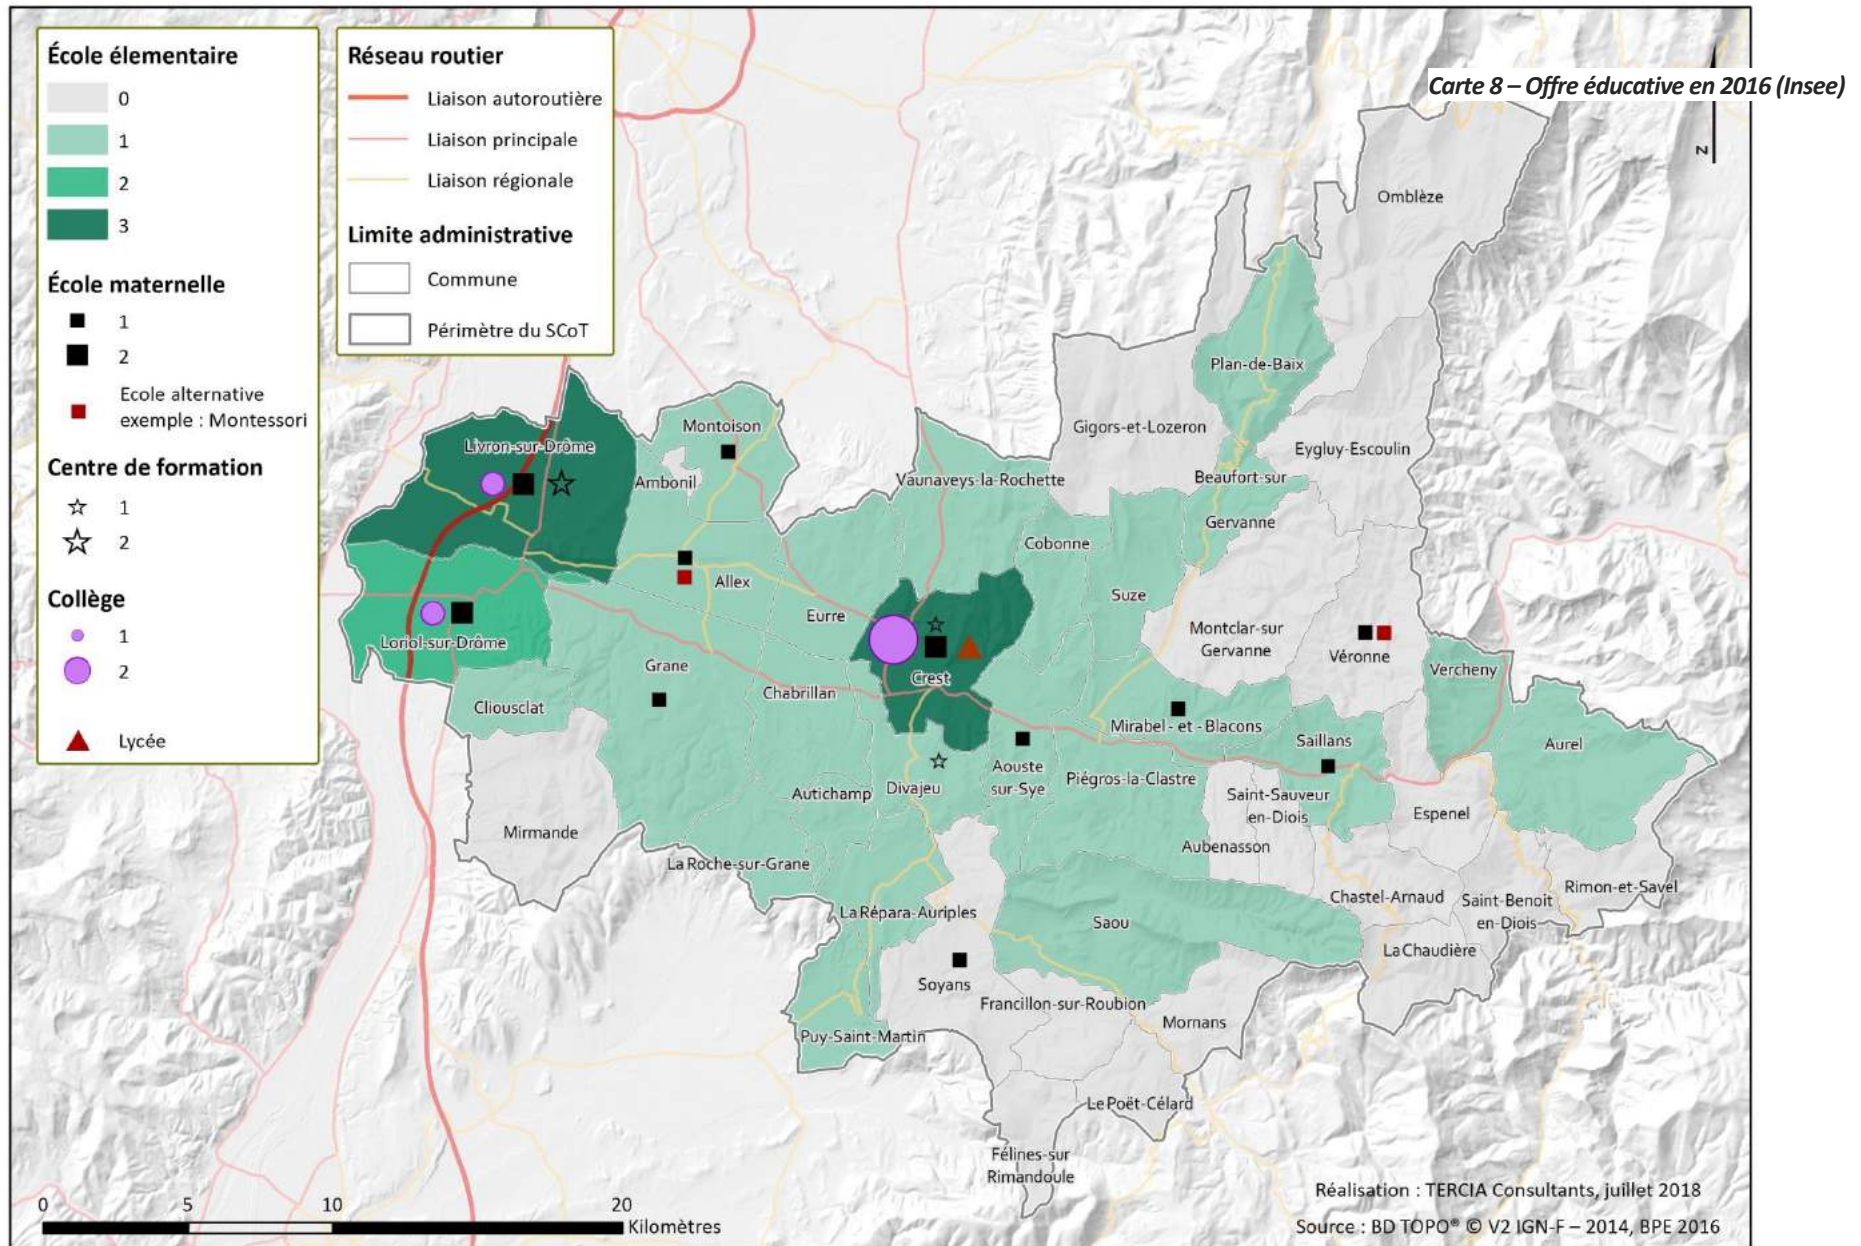 Carte 8 – Offre éducative en 2016 (Insee)
École élementaire
0
1
2
3
École maternelle
1
2
Ecole alternative
exemple : Montessori
Centre de formation
1
2
Collège
1
2
Lycée
Réseau routier
Liaison autoroutière
Liaison principale
Liaison régionale
Limite administrative
Commune
Périmètre du SCoT
N
Omblèze
Plan-de-Baix
Gigors-et-Lozeron
Eygluy-Escoulin
Montoison
Livron-sur-Drôme
Ambonil
Vaunaveys-la-Rochette
Beaufort-sur
Gervanne
Cobonne
Allex
Suze
Eurre
Montclar-sur
Gervanne
Véronne
Loriol-sur-Drôme
Grane
Vercheny
Crest
Chabrillan
Cliousclat
Mirabel - et - Blacons
Saillans
Aurel
Aouste
sur-Sye
Piégros-la-Clastre
Autichamp
Divajeu
Saint-Sauveur
en-Diois
Espenel
Mirmande
Aubenasson
La Roche-sur-Grane
Rimon-et-Savel
Chastel-Arnaud
Saint-Benoit
en-Diois
La Répara-Auriples
Saou
La Chaudière
Soyans
Francillon-sur-Roubion
Mornans
Puy-Saint-Martin
Le Poët-Célard
Félines-sur
Rimandoule
0 5 10 20
Kilomètres
Réalisation : TERCIA Consultants, juillet 2018
Source : BD TOPO® © V2 IGN-F – 2014, BPE 2016